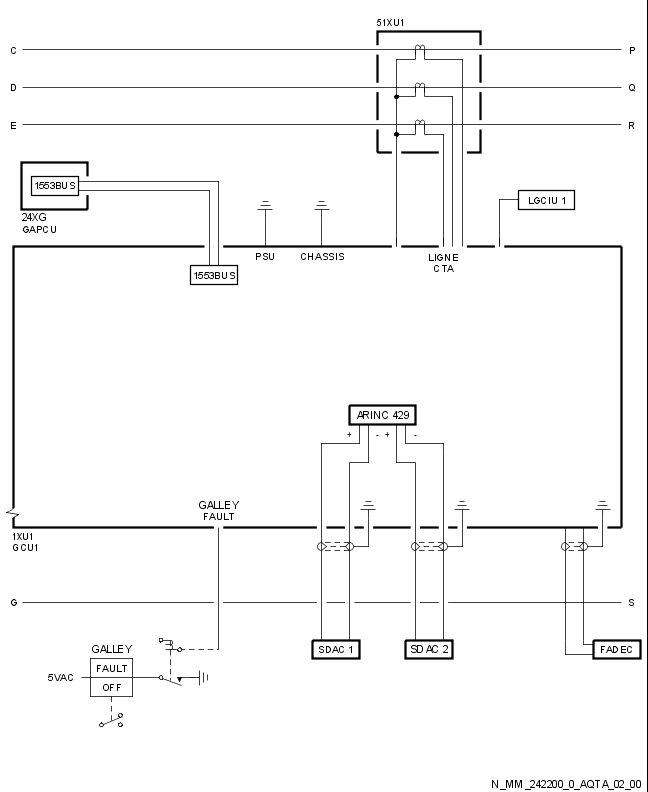 51XU1
C P
D Q
E R
1553BUS
24XG
GAPCU
LGCIU 1
1553BUS
PSU
CHASSIS
LIGNE
CTA
ARINC 429
+ - + -
GALLEY
FAULT
1XU1
GCU1
G S
GALLEY
FAULT
5VAC
OFF
SDAC 1
SDAC 2
FADEC
N_MM_242200_0_AQTA_02_00